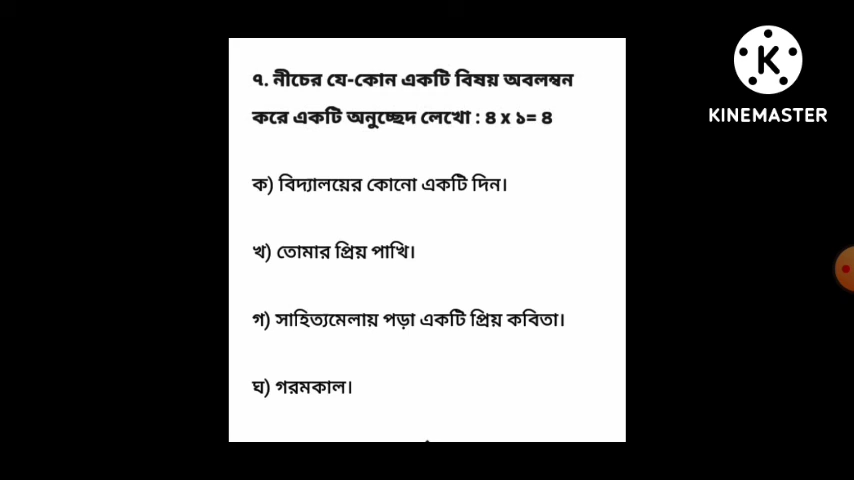 ৭. নীচের যে-কোন একটি বিষয় অবলম্বন
করে একটি অনুচ্ছেদ লেখো : ৪ x ১= ৪
ক) বিদ্যালয়ের কোনো একটি দিন।
খ) তোমার প্রিয় পাখি।
গ) সাহিত্যমেলায় পড়া একটি প্রিয় কবিতা।
ঘ) গরমকাল।
K
KINEMASTER